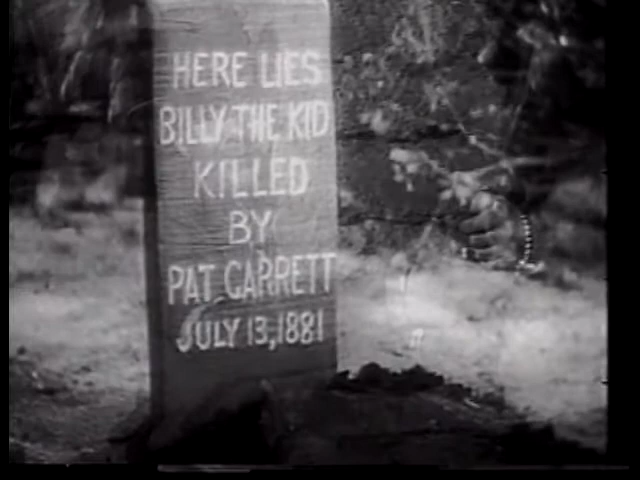 HERE LIES
BILLY THE KID
KILLED
BY
PAT GARRETT
JULY 13, 1881